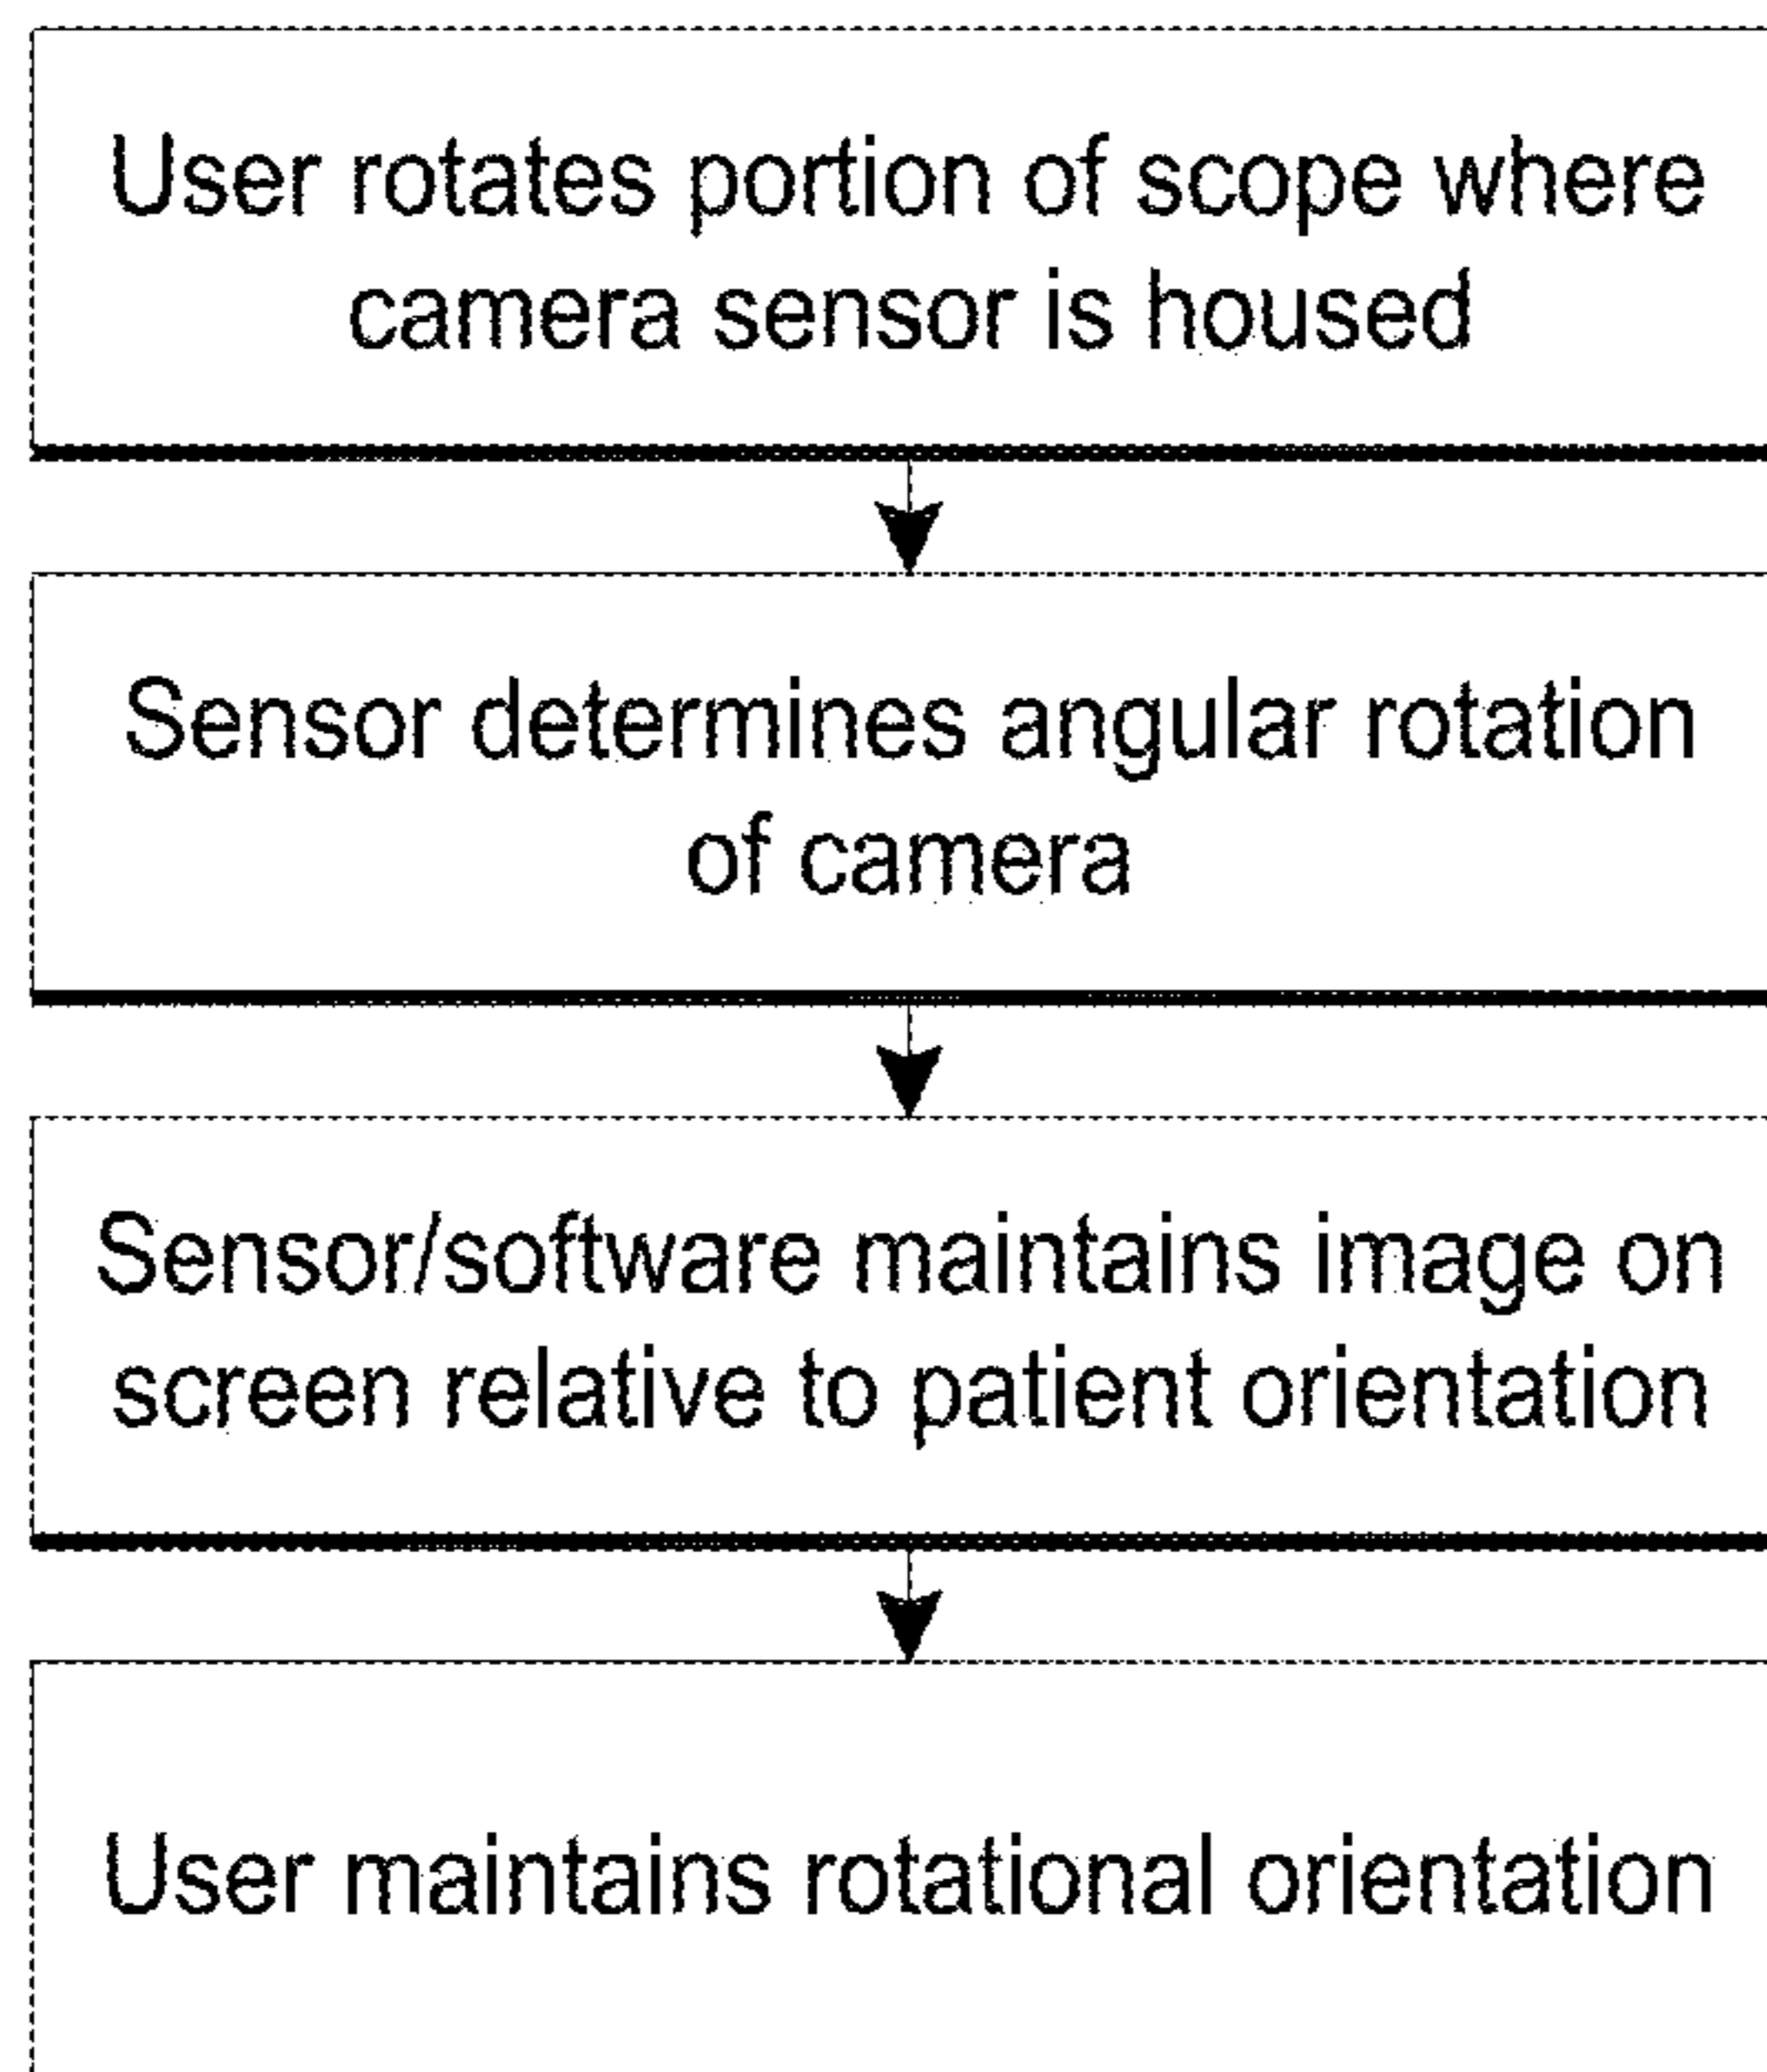 User rotates portion of scope where
camera sensor is housed
Sensor determines angular rotation
of camera
Sensor/software maintains image on
screen relative to patient orientation
User maintains rotational orientation